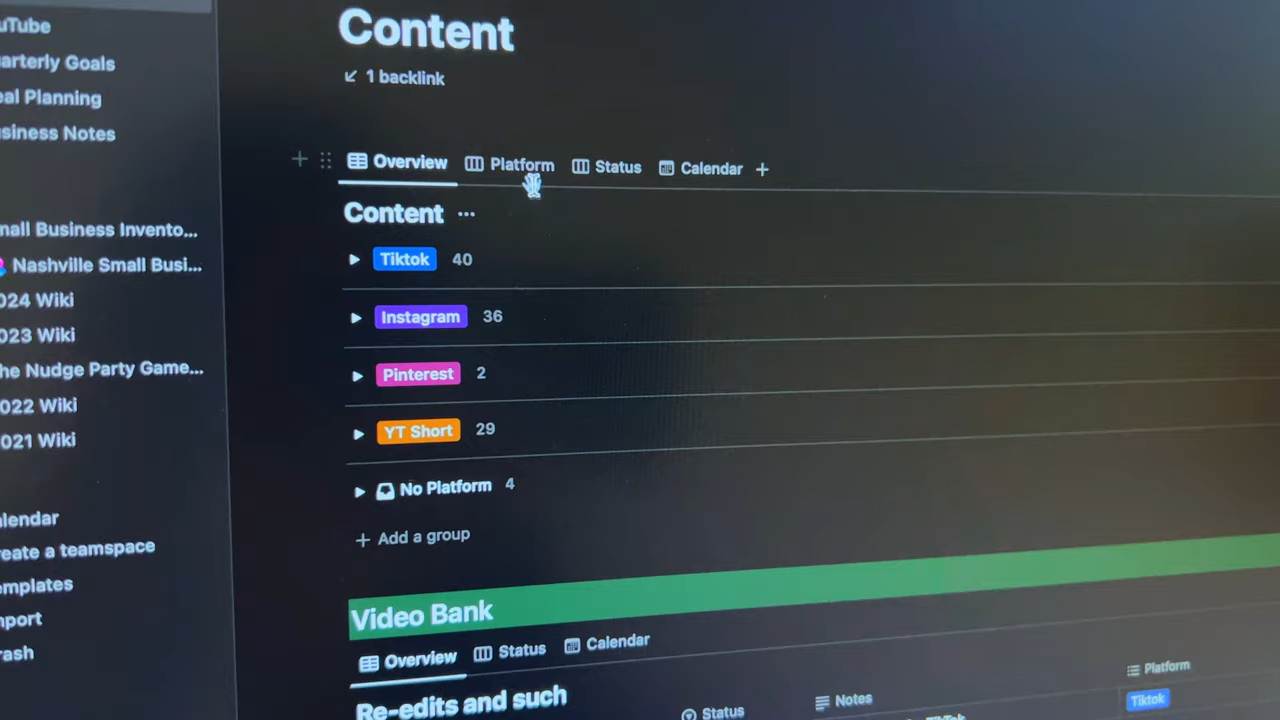 uTube
arterly Goals
eal Planning
siness Notes
mall Business Invento...
Nashville Small Busi...
024 Wiki
023 Wiki
he Nudge Party Game...
022 Wiki
021 Wiki
alendar
reate a teamspace
emplates
mport
rash
Content
1 backlink
Overview Platform Status Calendar +
Content ...
Tiktok 40
Instagram 36
Pinterest 2
YT Short 29
No Platform 4
+ Add a group
Video Bank
Overview Status Calendar
Re-edits and such
Status Notes Platform
Tiktok